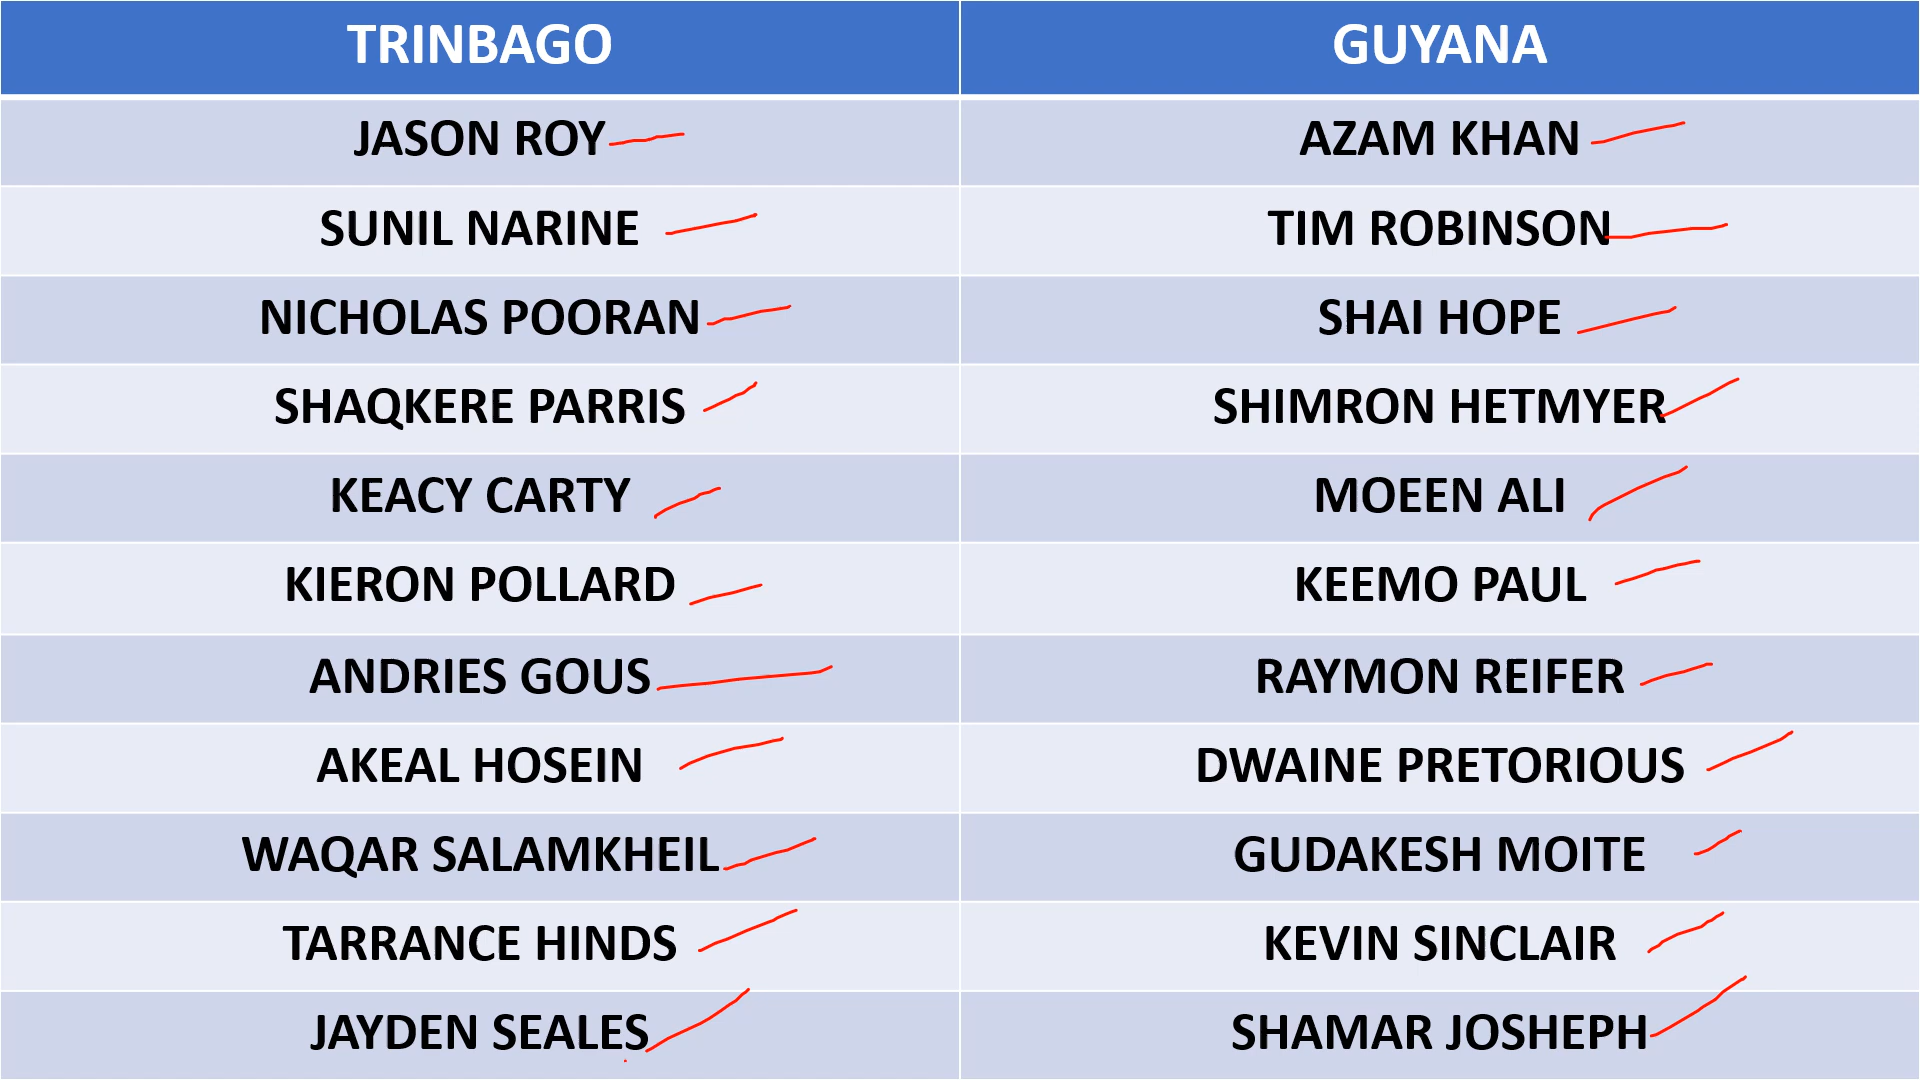 TRINBAGO GUYANA
JASON ROY AZAM KHAN
SUNIL NARINE TIM ROBINSON
NICHOLAS POORAN SHAI HOPE
SHAQKERE PARRIS SHIMRON HETMYER
KEACY CARTY MOEEN ALI
KIERON POLLARD KEEMO PAUL
ANDRIES GOUS RAYMON REIFER
AKEAL HOSEIN DWAINE PRETORIOUS
WAQAR SALAMKHEIL GUDAKESH MOITE
TARRANCE HINDS KEVIN SINCLAIR
JAYDEN SEALES SHAMAR JOSHEPH